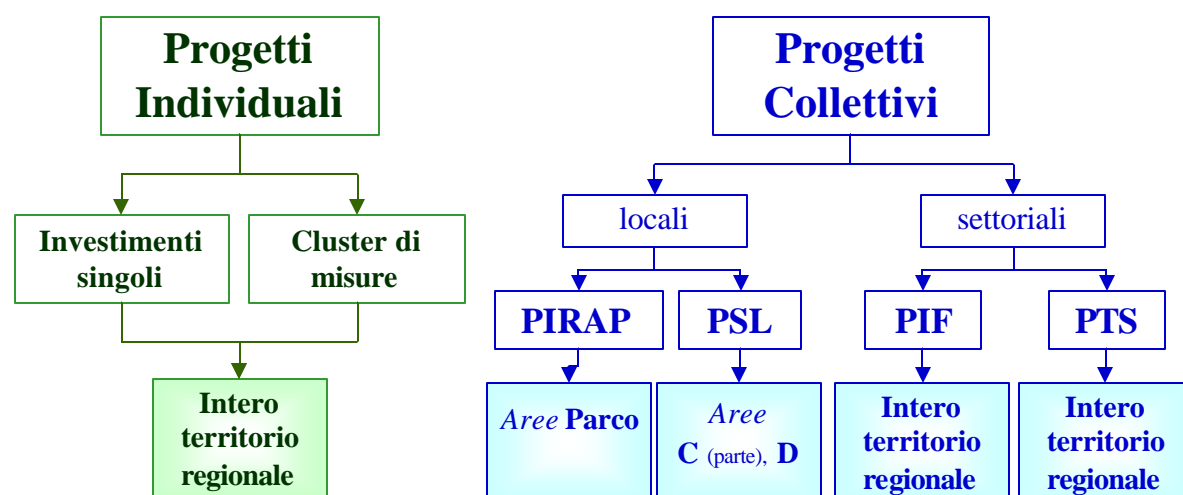 Progetti
Individuali
Investimenti
singoli
Cluster di
misure
Intero
territorio
regionale
Progetti
Collettivi
locali
settoriali
PIRAP
PSL
PIF
PTS
Aree Parco
Aree
C (parte), D
Intero
territorio
regionale
Intero
territorio
regionale